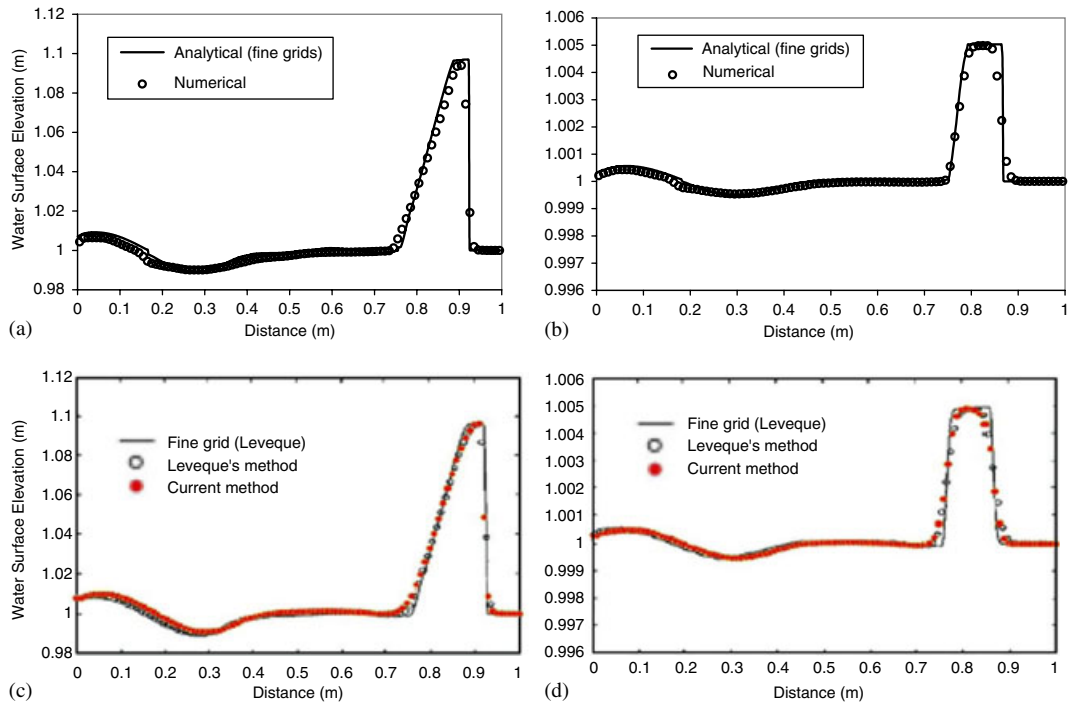 1.12
1.1
1.08
1.06
1.04
1.02
1
0.98
Water Surface Elevation (m)
Analytical (fine grids)
Numerical
0 0.1 0.2 0.3 0.4 0.5 0.6 0.7 0.8 0.9 1
Distance (m)
(a)
1.006
1.005
1.004
1.003
1.002
1.001
1
0.999
0.998
0.997
0.996
Analytical (fine grids)
Numerical
0 0.1 0.2 0.3 0.4 0.5 0.6 0.7 0.8 0.9 1
Distance (m)
(b)
1.12
1.1
1.08
1.06
1.04
1.02
1
0.98
Water Surface Elevation (m)
Fine grid (Leveque)
Leveque's method
Current method
0 0.1 0.2 0.3 0.4 0.5 0.6 0.7 0.8 0.9 1
Distance (m)
(c)
1.006
1.005
1.004
1.003
1.002
1.001
1
0.999
0.998
0.997
0.996
Fine grid (Leveque)
Leveque's method
Current method
0 0.1 0.2 0.3 0.4 0.5 0.6 0.7 0.8 0.9 1
Distance (m)
(d)